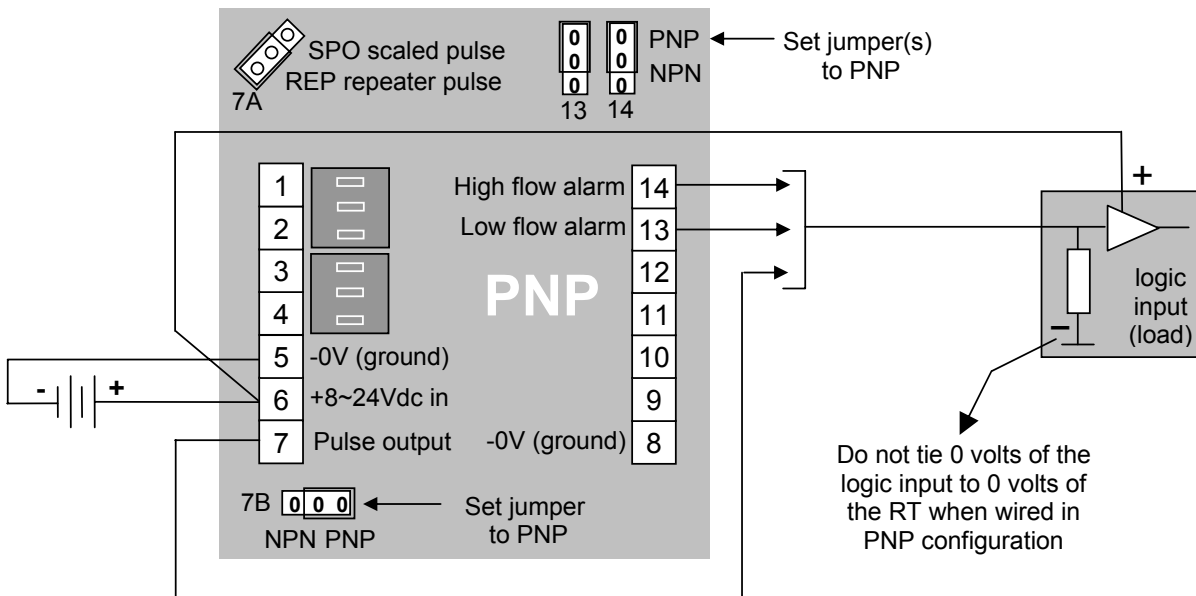 SPO scaled pulse
REP repeater pulse
7A
0 0
0 0
0 0
13 14
PNP
NPN
Set jumper(s)
to PNP
1
2
3
4
5 -0V (ground)
6 +8~24Vdc in
7 Pulse output
High flow alarm 14
Low flow alarm 13
12
11
10
9
-0V (ground) 8
PNP
- +
+
logic
input
(load)
–
Do not tie 0 volts of the
logic input to 0 volts of
the RT when wired in
PNP configuration
7B 0 0 0
NPN PNP
Set jumper
to PNP